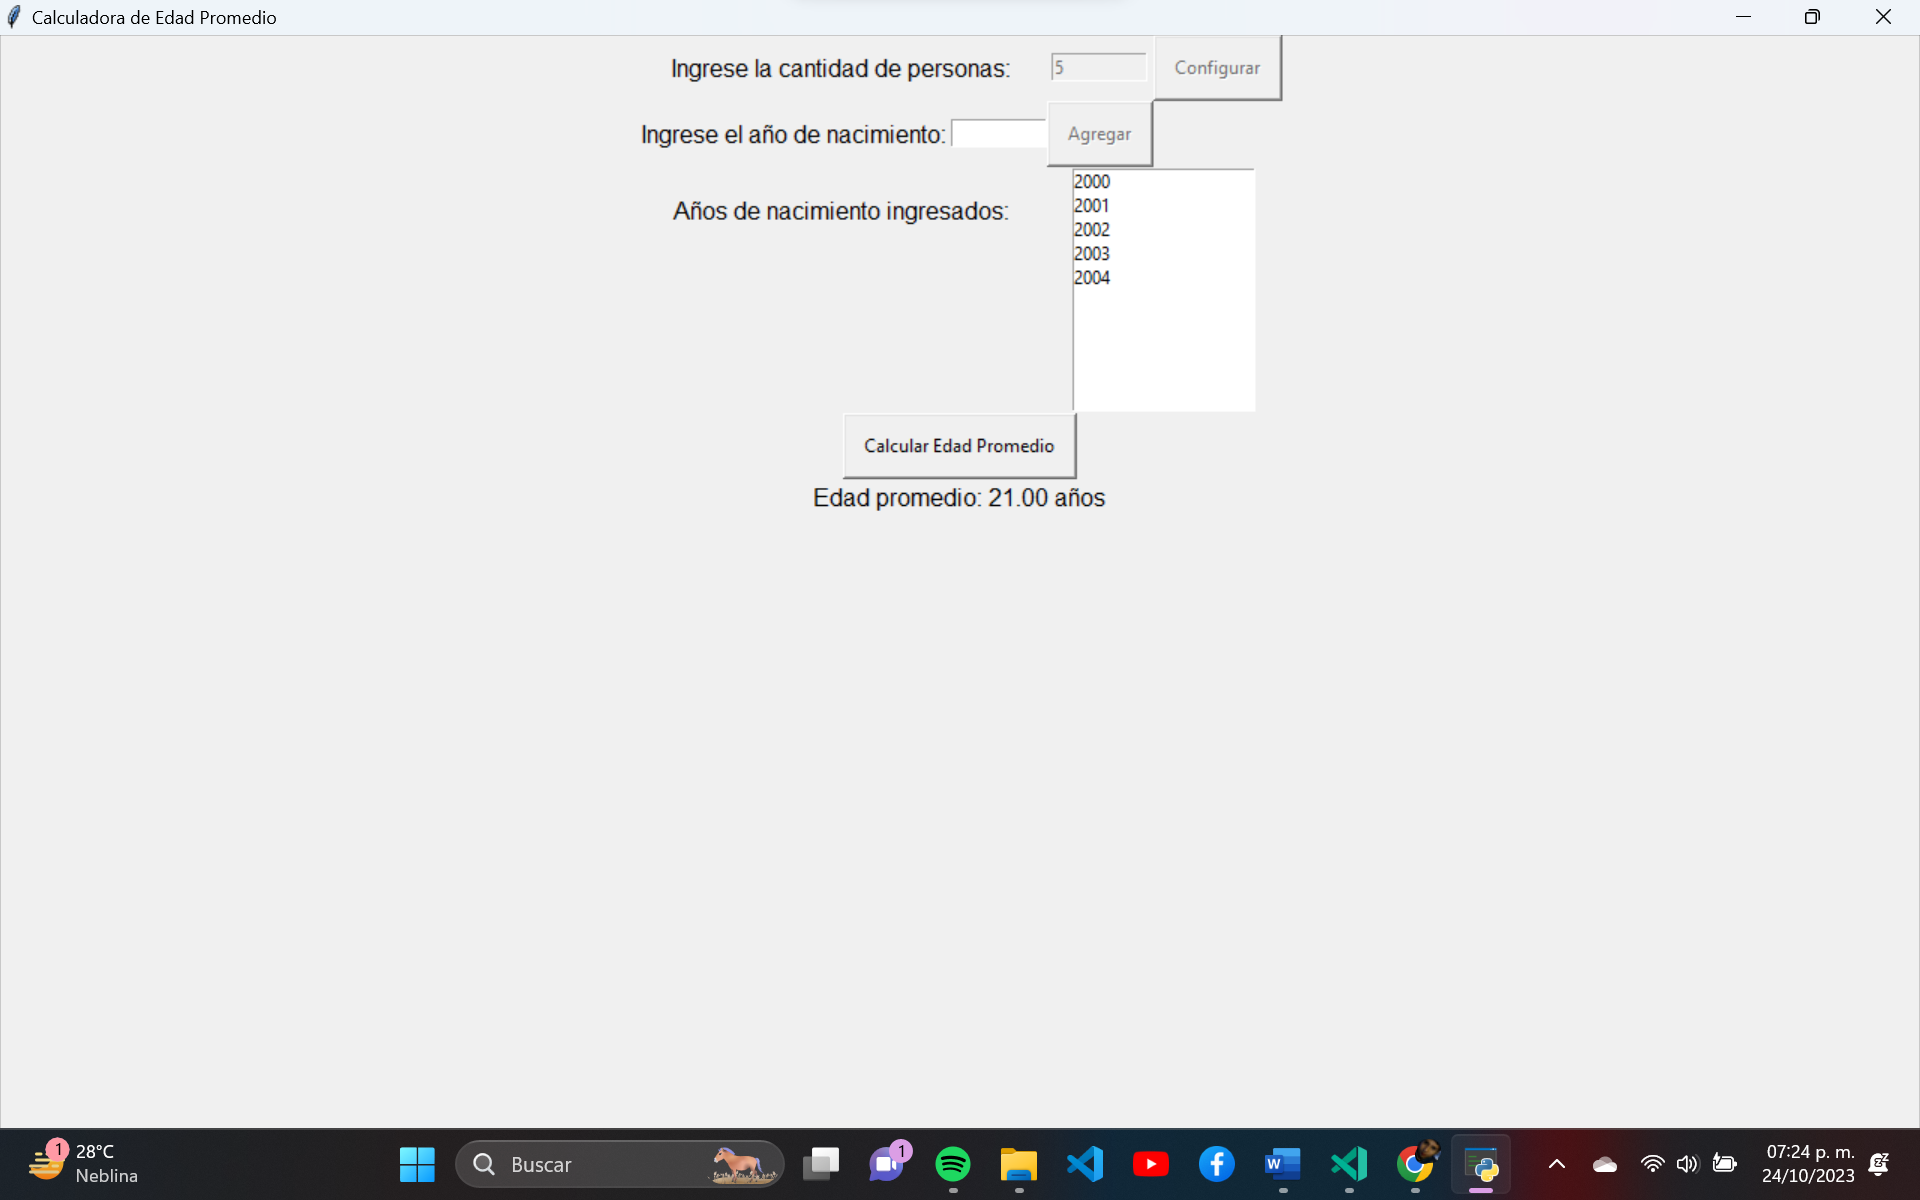 Calculadora de Edad Promedio
Ingrese la cantidad de personas: 5 Configurar
Ingrese el año de nacimiento: Agregar
Años de nacimiento ingresados:
2000
2001
2002
2003
2004
Calcular Edad Promedio
Edad promedio: 21.00 años
1
28°C
Neblina
Buscar
1
W
07:24 p. m.
24/10/2023